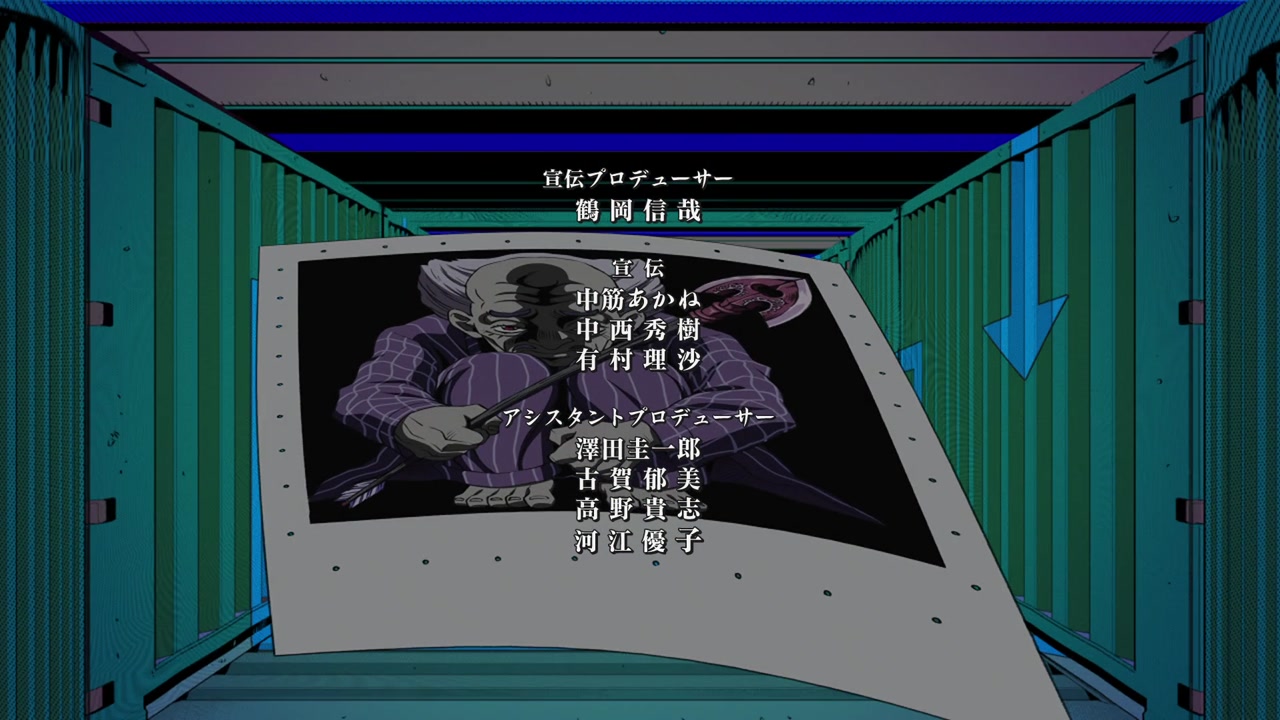 宣伝プロデューサー
鶴岡信哉
宣伝
中筋あかね
中西秀樹
有村理沙
アシスタントプロデューサー
澤田圭一郎
古賀郁美
高野貴志
河江優子